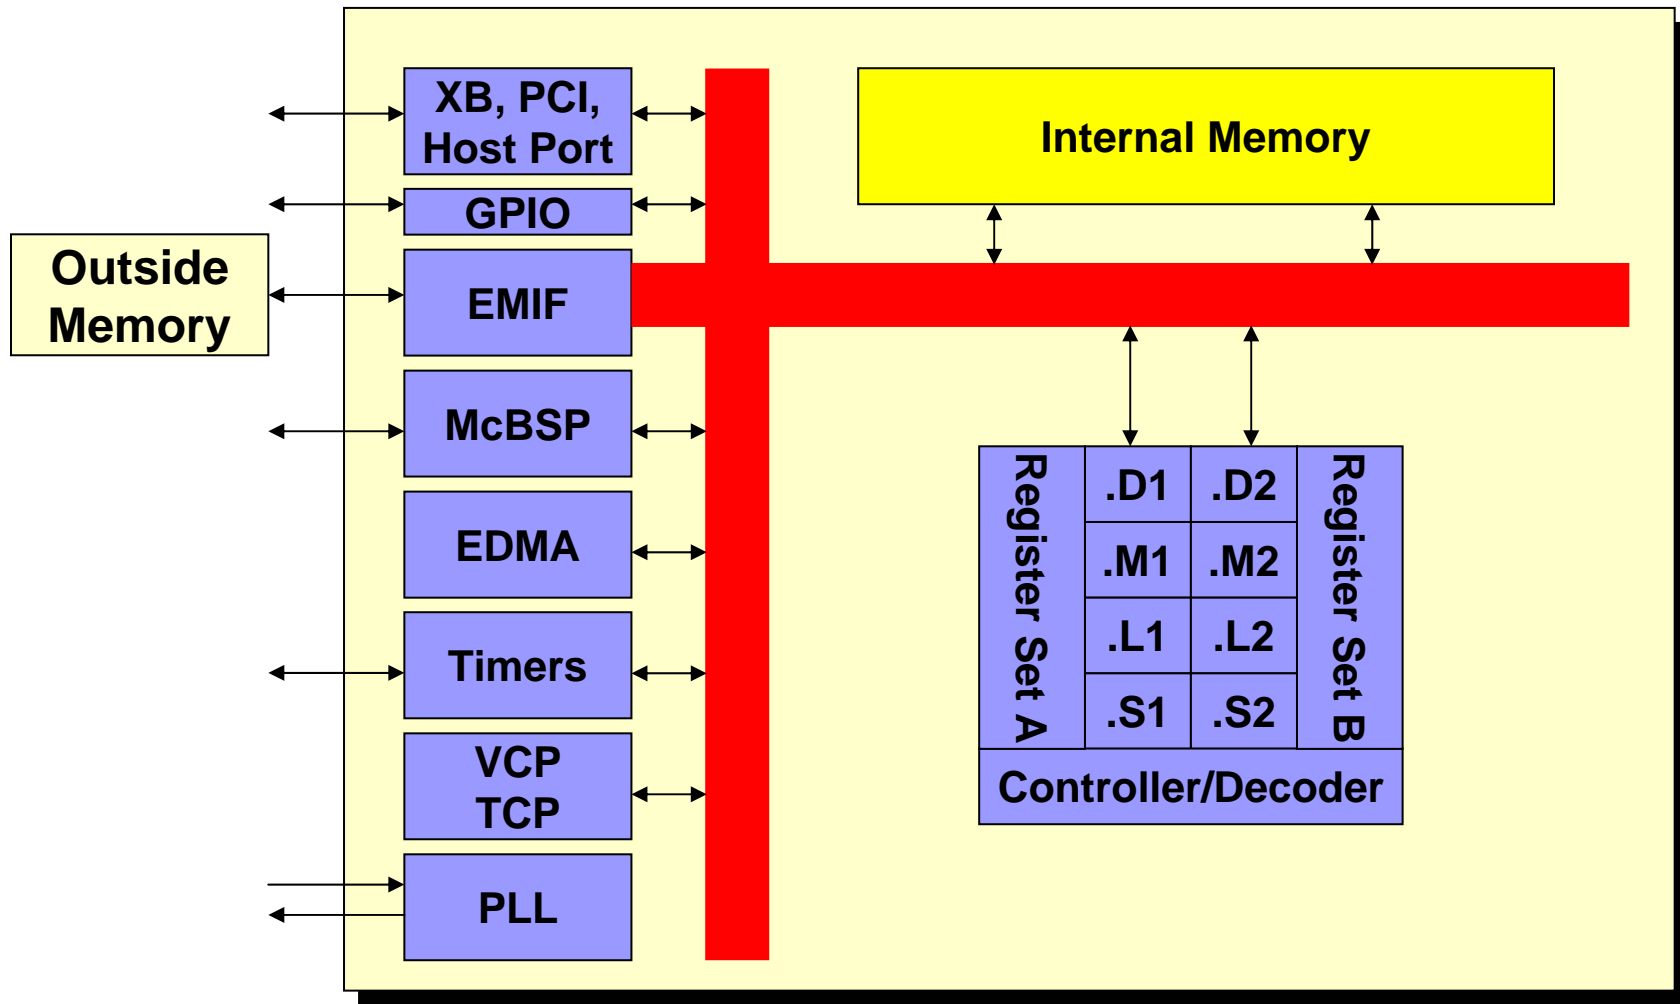 XB, PCI,
Host Port
GPIO
Outside
Memory
EMIF
McBSP
EDMA
Timers
VCP
TCP
PLL
Internal Memory
Register Set A
.D1 .D2
.M1 .M2
.L1 .L2
.S1 .S2
Register Set B
Controller/Decoder